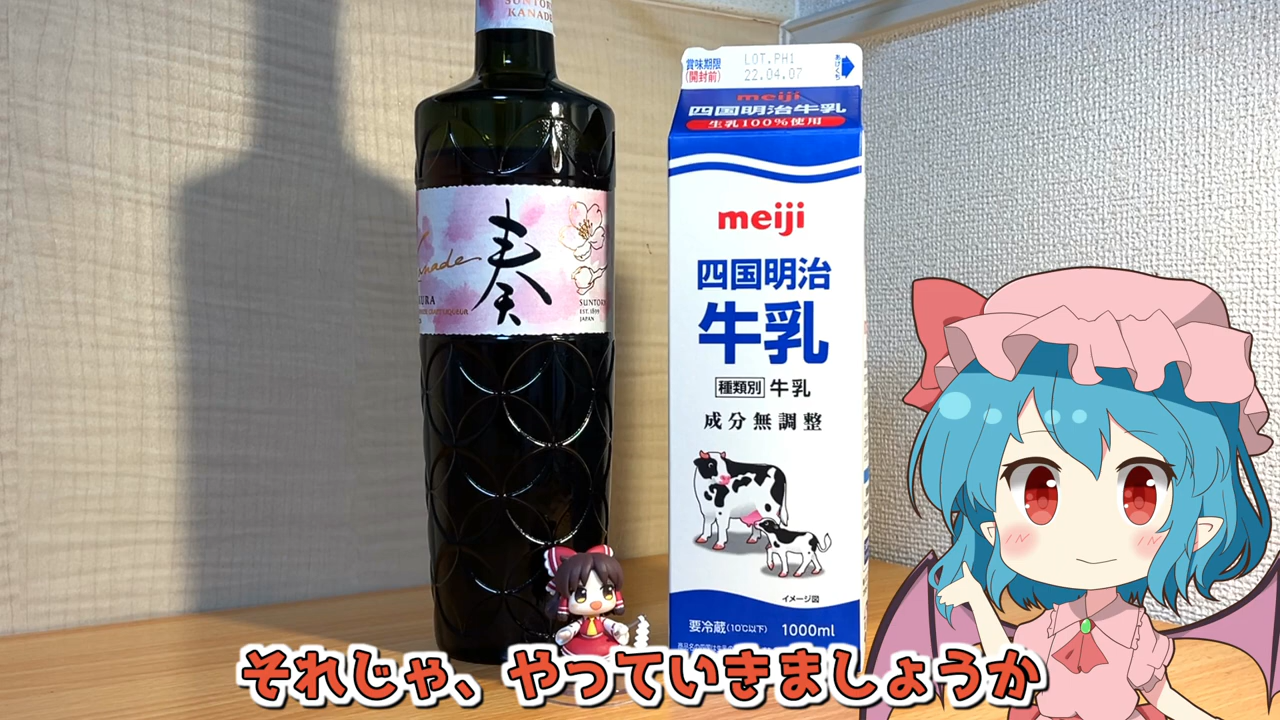 SUNTORY
KANADE
奏
SUNTORY
EST. 1899
JAPAN
賞味期限
(開封前)
LOT.PH1
22.04.07
あけくち
meiji
四国明治牛乳
生乳100%使用
meiji
四国明治
牛乳
種類別 牛乳
成分無調整
イメージ図
要冷蔵(10℃以下) 1000ml
それじゃ、やっていきましょうか